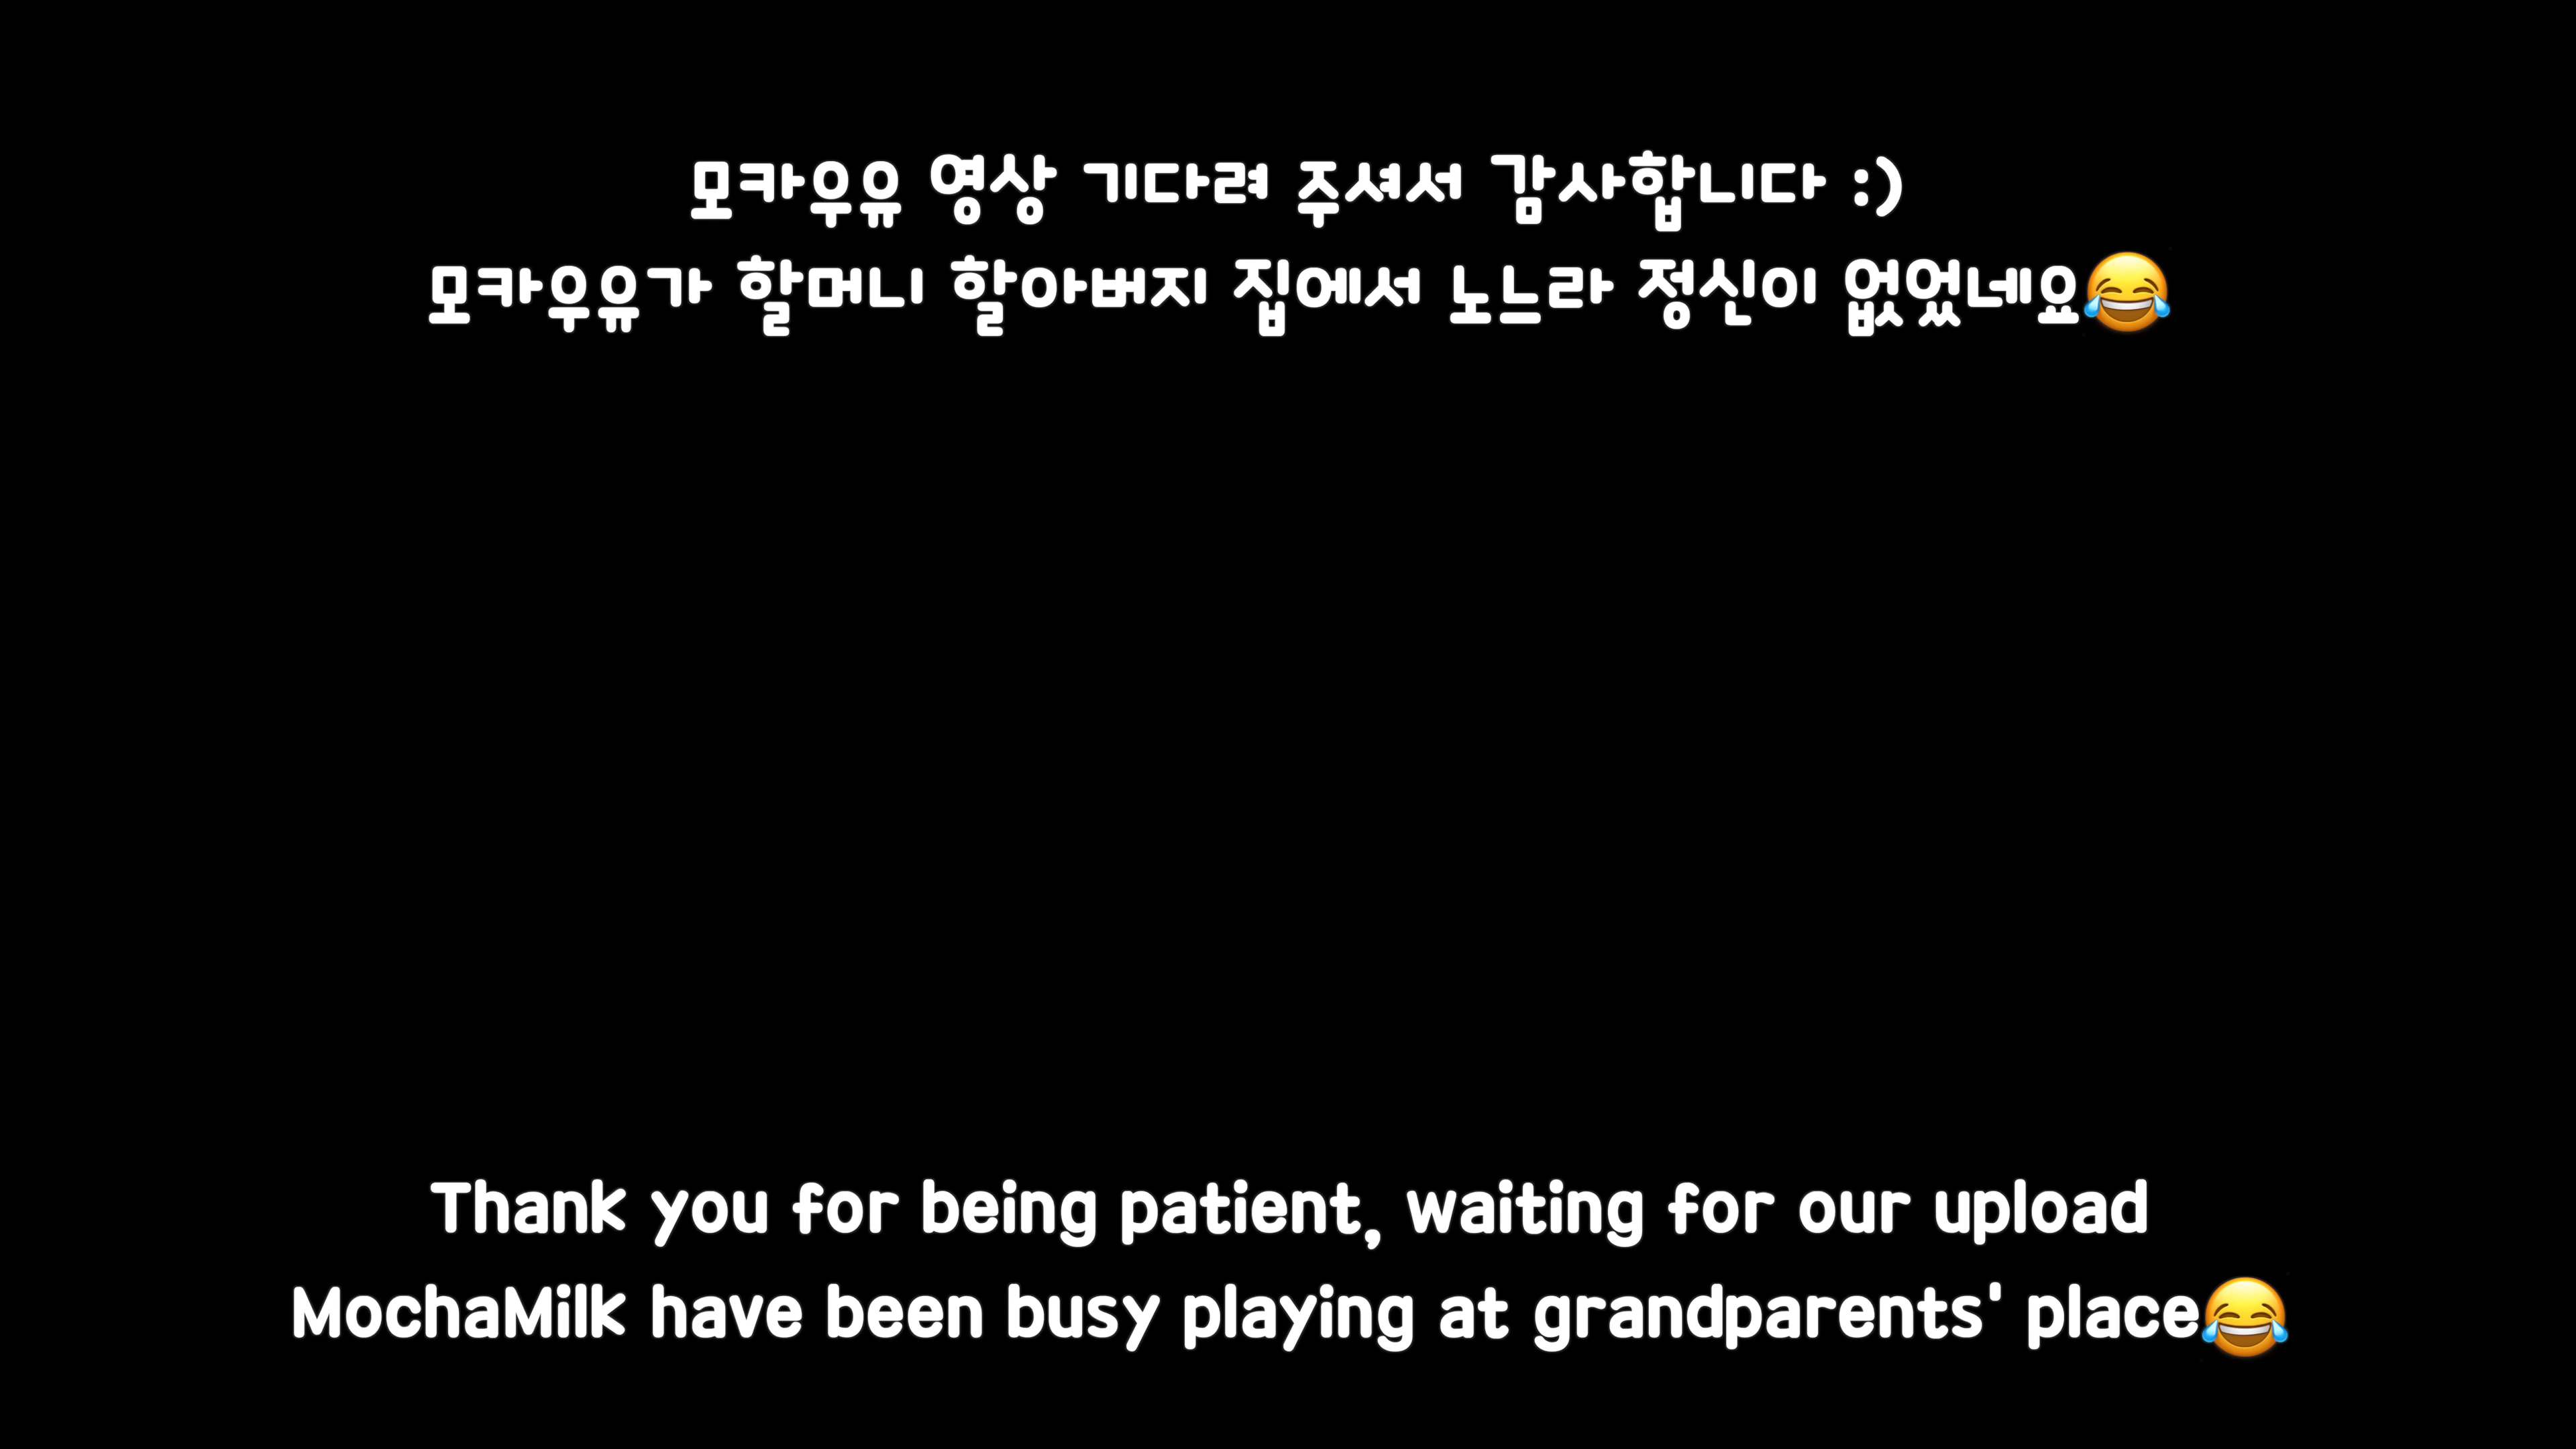 모카우유 영상 기다려 주셔서 감사합니다 :)
모카우유가 할머니 할아버지 집에서 노느라 정신이 없었네요😂
Thank you for being patient, waiting for our upload
MochaMilk have been busy playing at grandparents' place😂